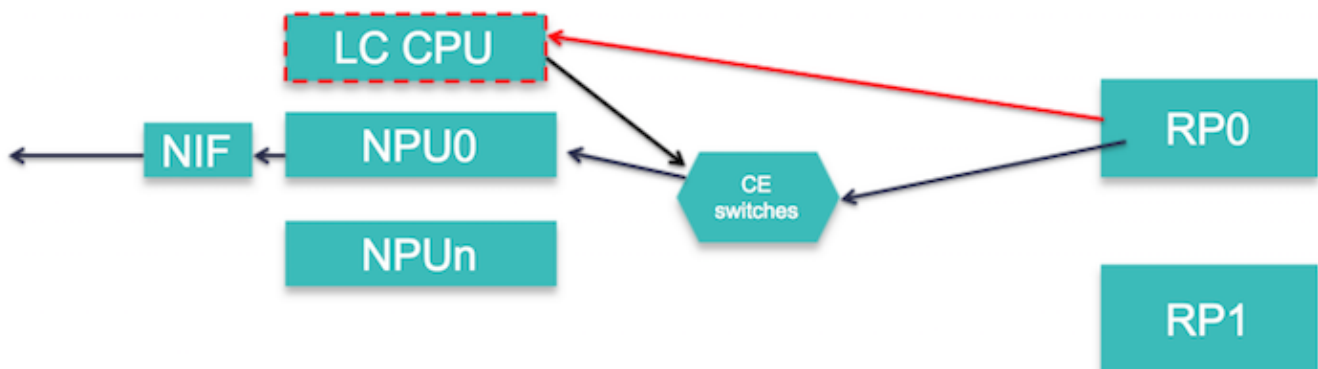 LC CPU
RP0
NIF
NPU0
CE
switches
NPUn
RP1